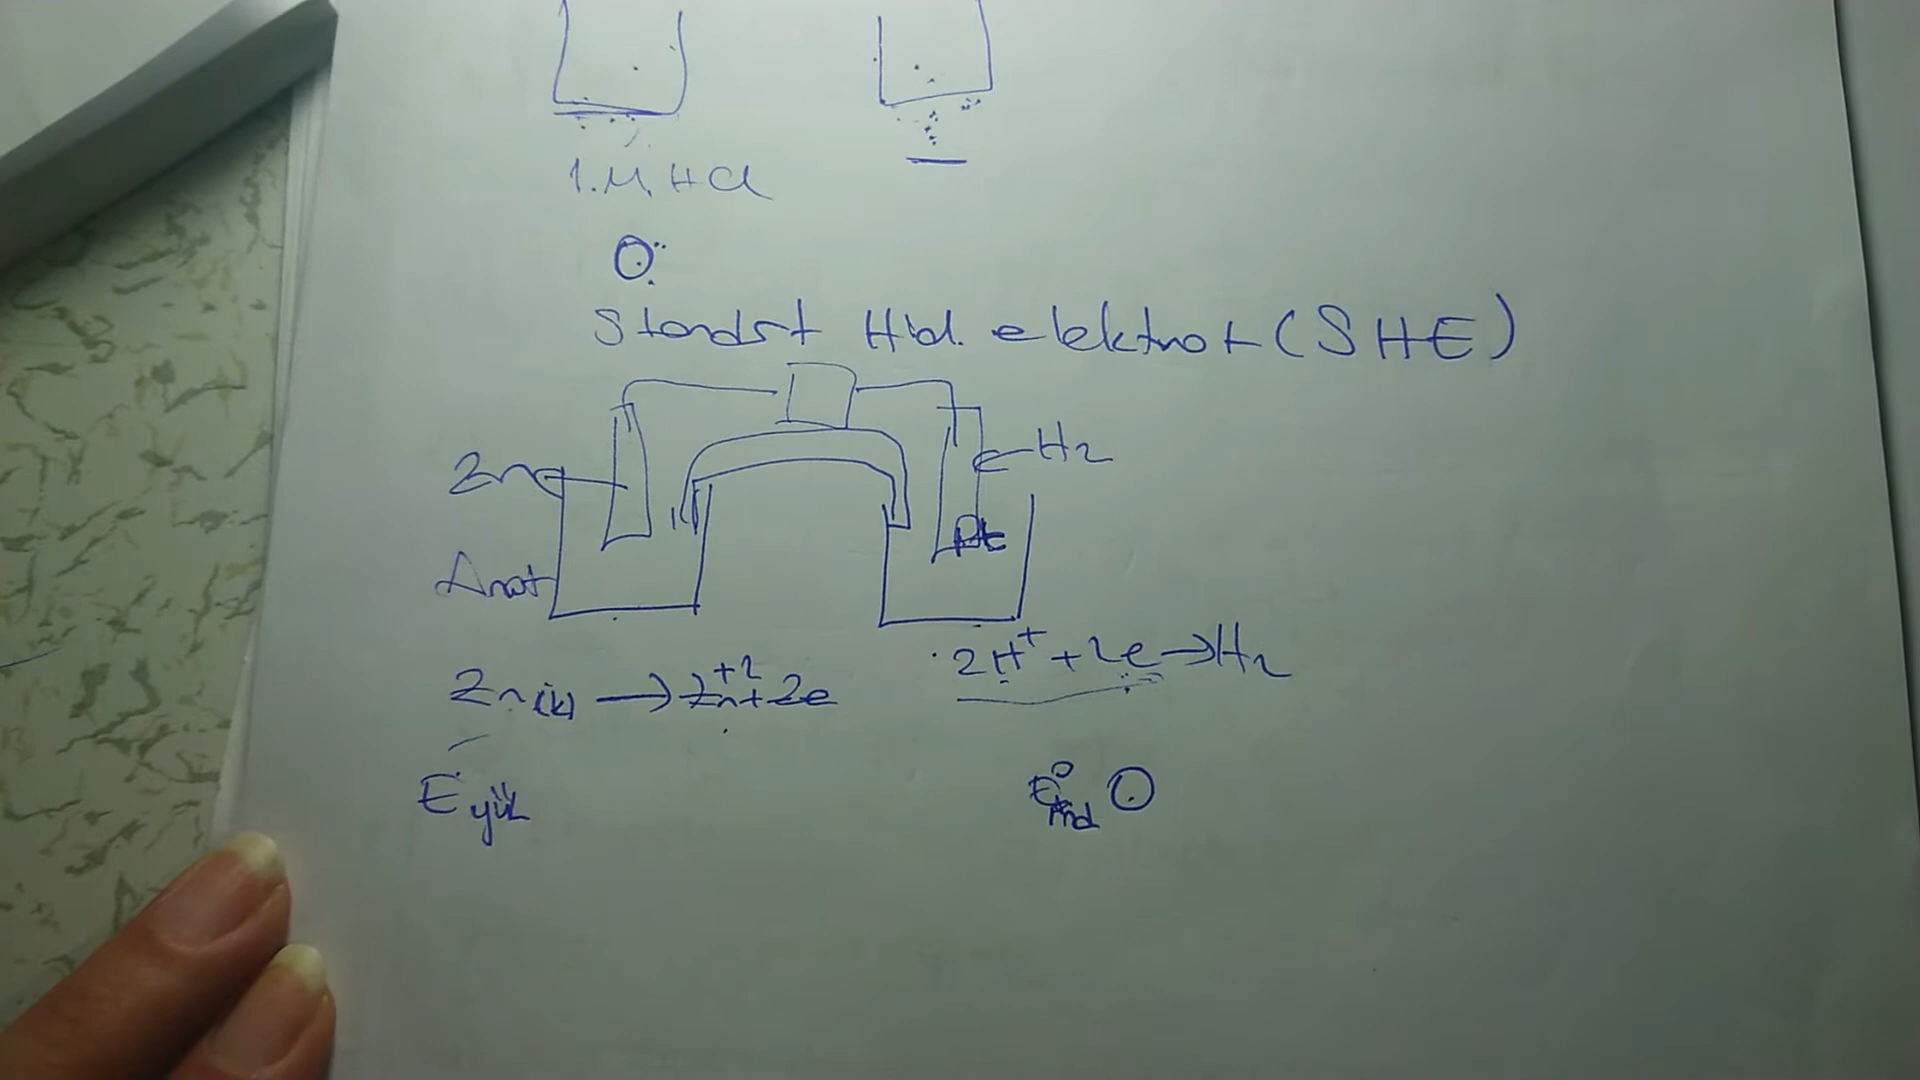 1.M.HCl
0
Standart Hid. elektrot (SHE)
H2
Zn
Pt
Anot
2H+ + 2e → H2
Zn(k) → Zn+2 + 2e
Eyük
E0ind 0